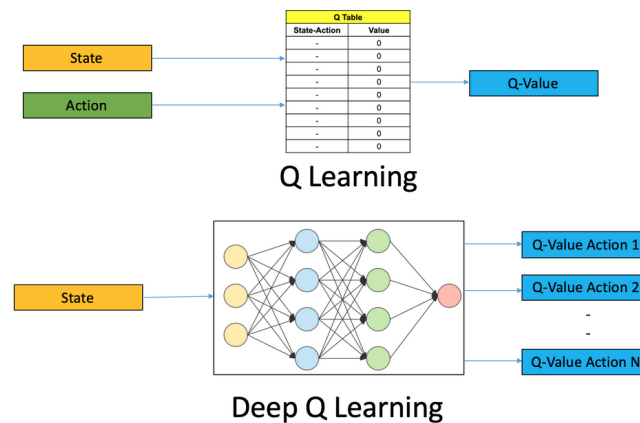 Q Table
State-Action Value
- 0
- 0
- 0
- 0
- 0
- 0
- 0
- 0
- 0
State
Action
Q-Value
Q Learning
State
Q-Value Action 1
Q-Value Action 2
-
-
Q-Value Action N
Deep Q Learning